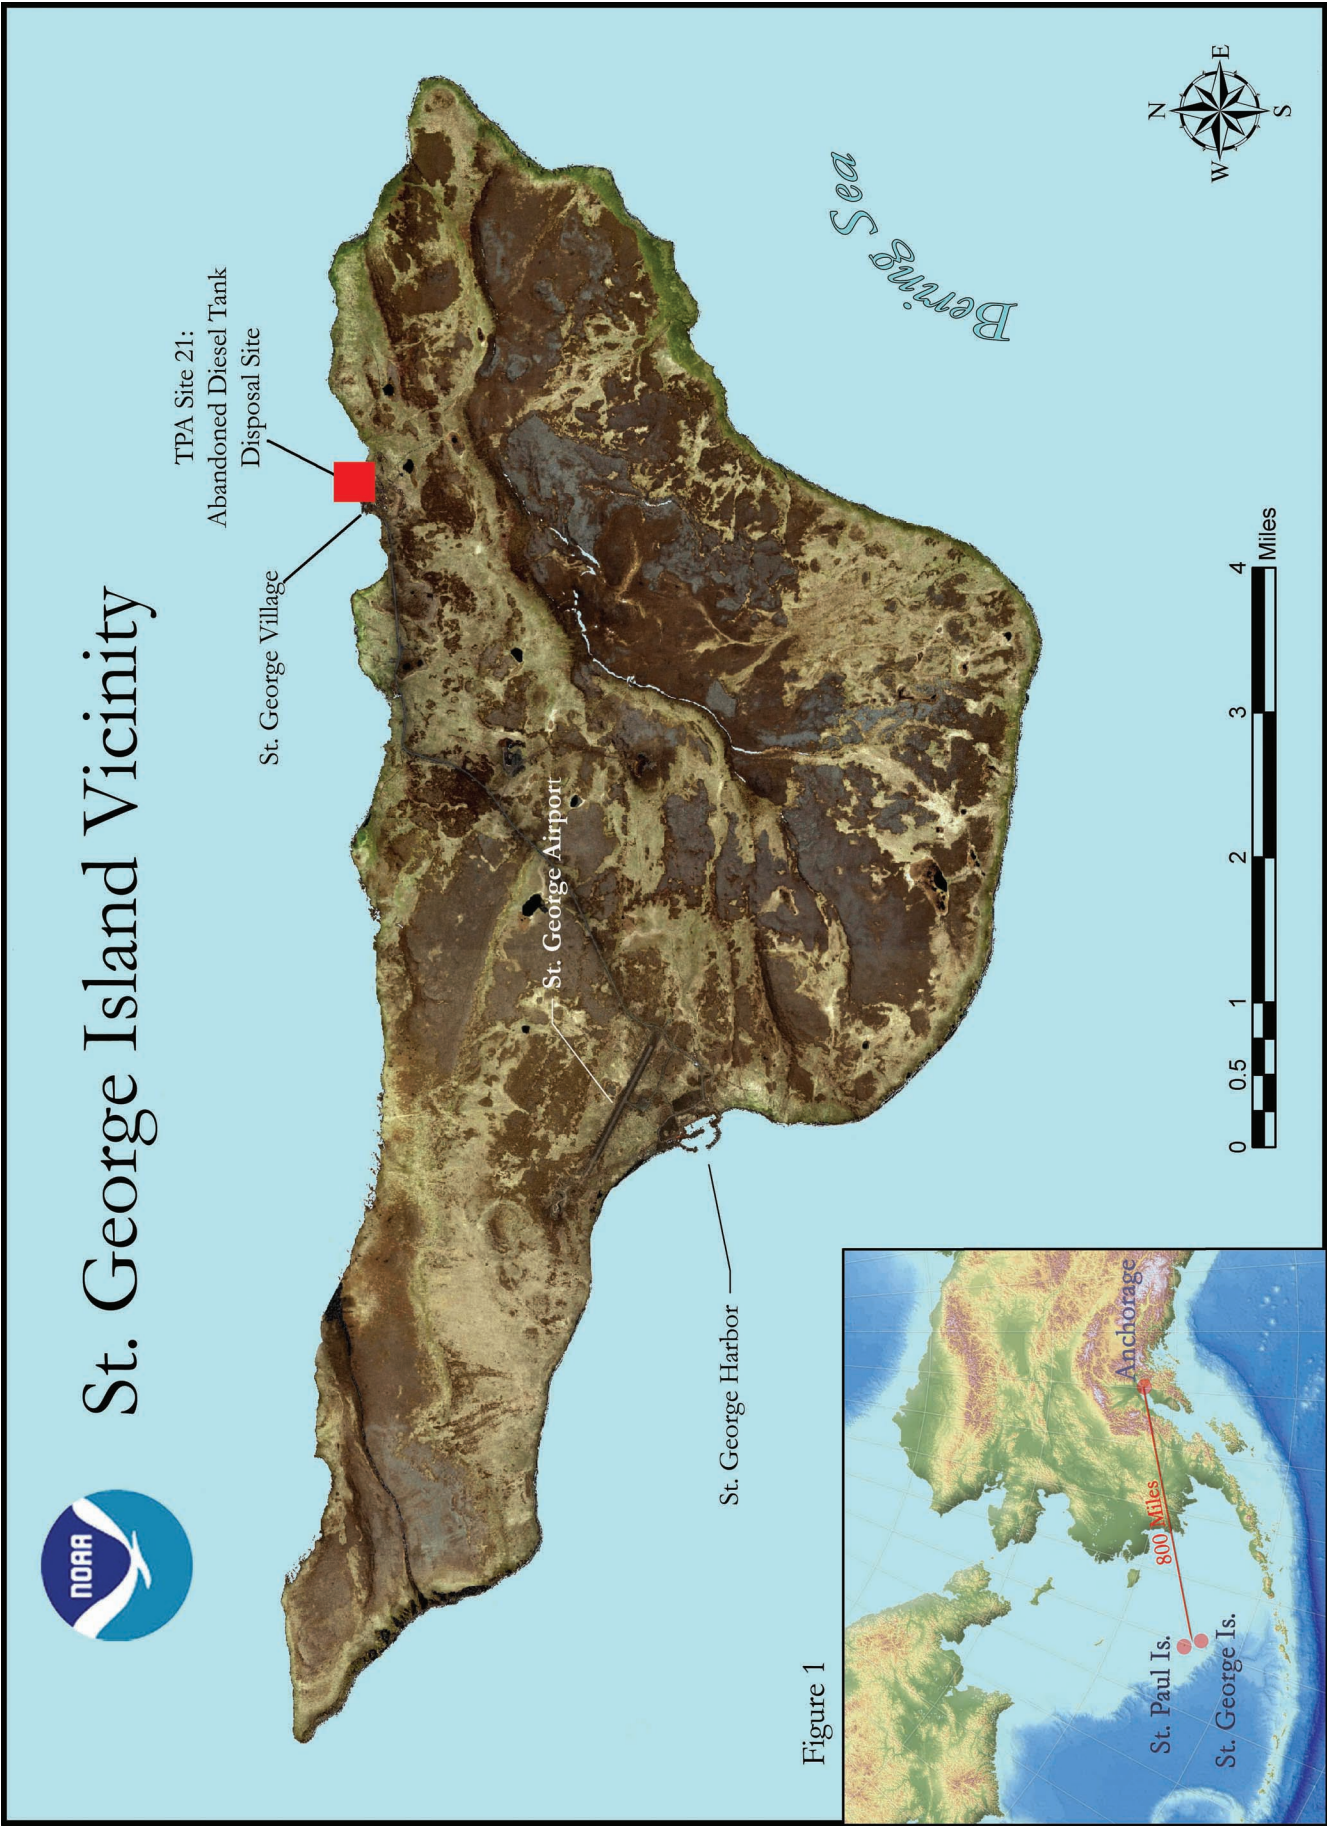 NOAA
St. George Island Vicinity
TPA Site 21:
Abandoned Diesel Tank
Disposal Site
St. George Village
St. George Airport
St. George Harbor
Bering Sea
N
E
S
W
0 0.5 1 2 3 4
Miles
Figure 1
Anchorage
800 Miles
St. Paul Is.
St. George Is.